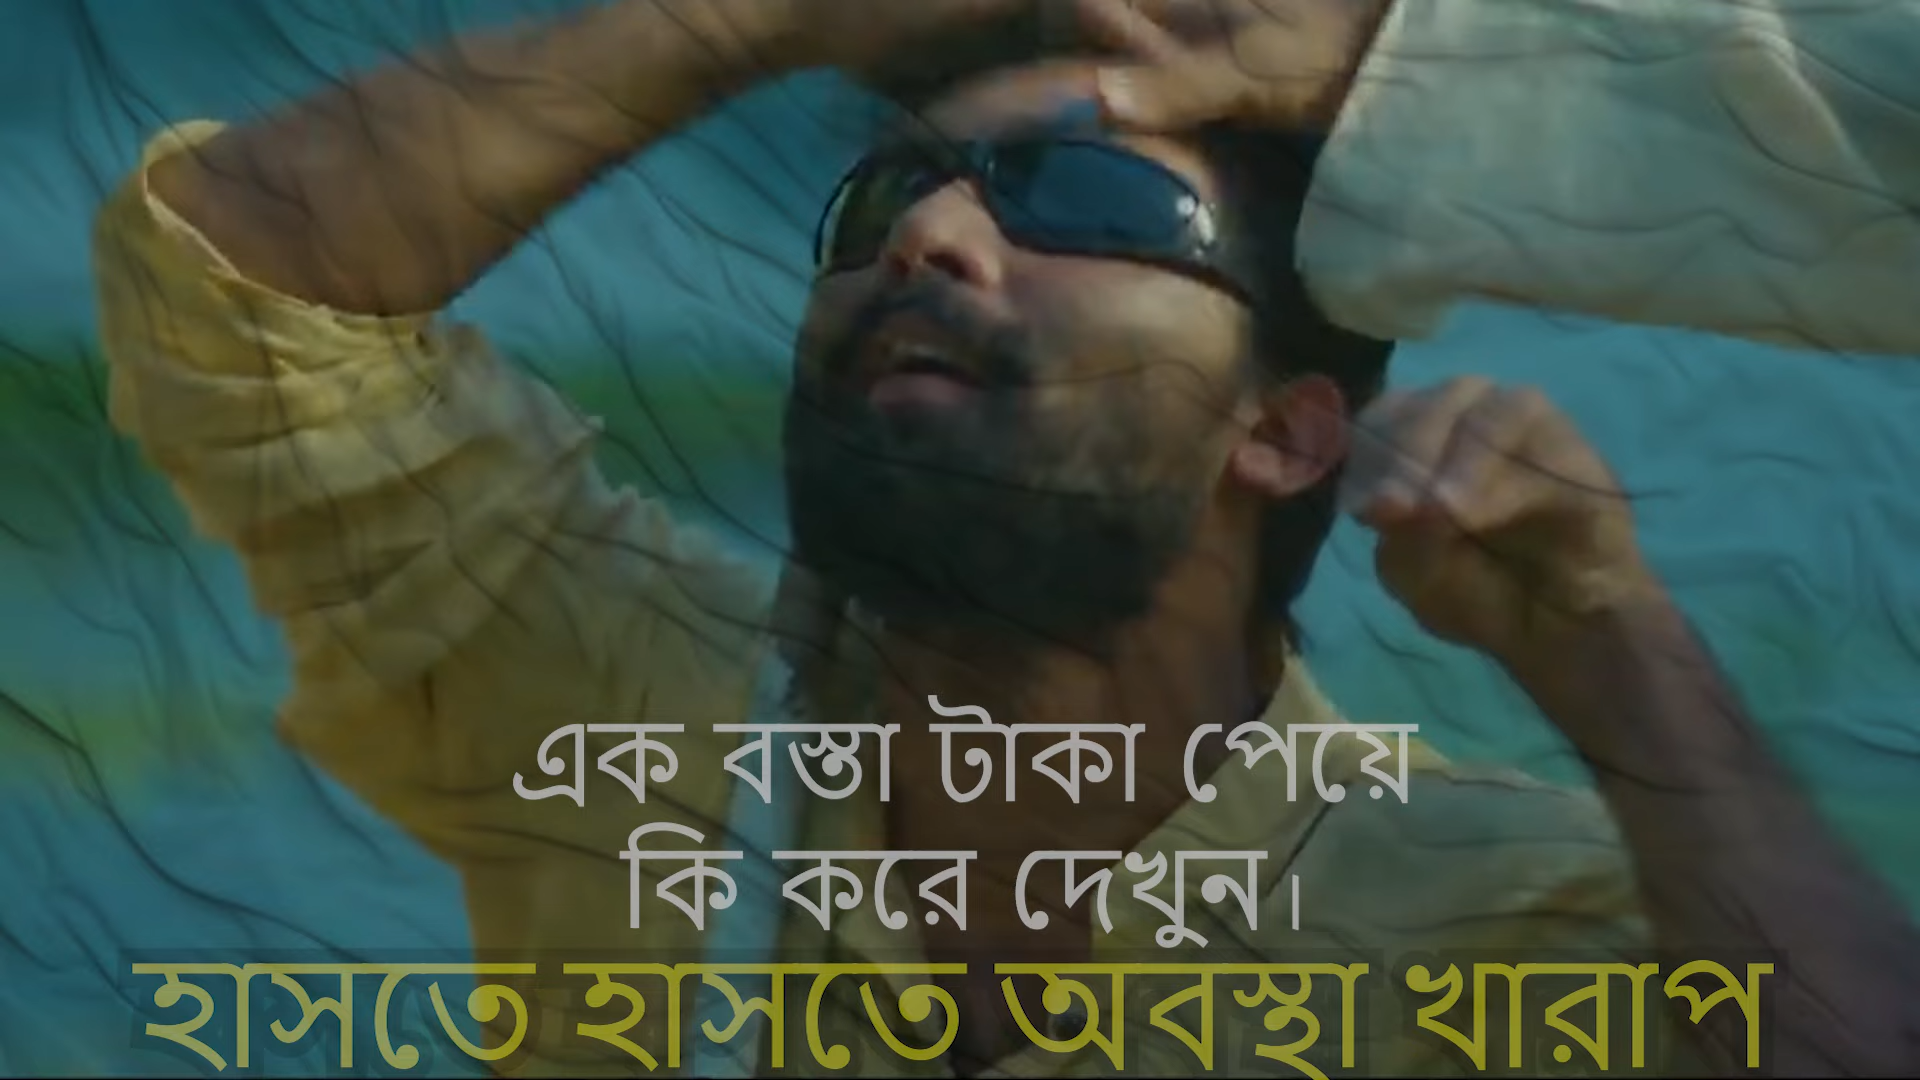 এক বস্তা টাকা পেয়ে
কি করে দেখুন।
হাসতে হাসতে অবস্থা খারাপ